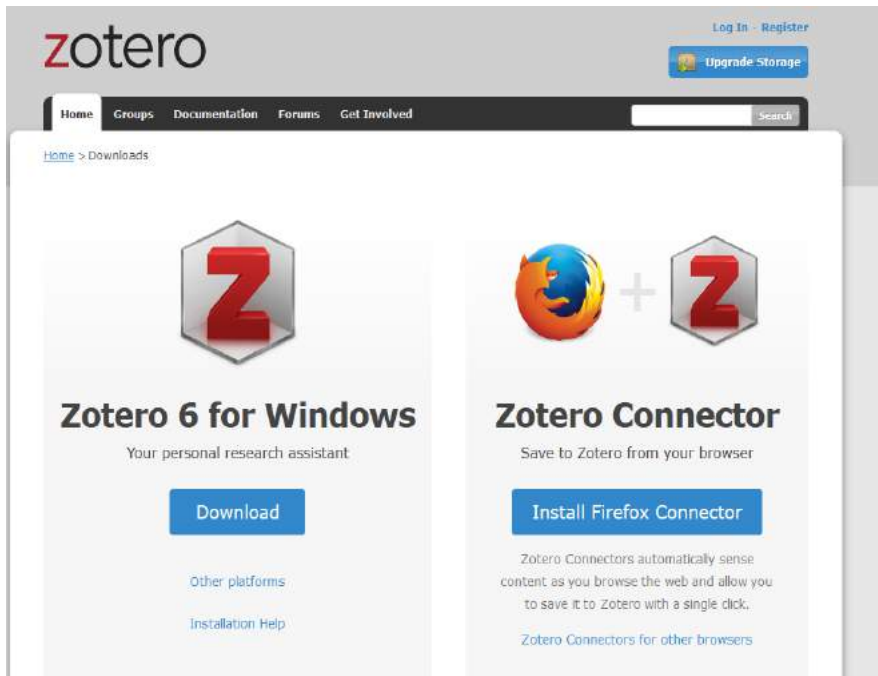 zotero
Log In - Register
Upgrade Storage
Home Groups Documentation Forums Get Involved
Search
Home > Downloads
Z
Z
Zotero 6 for Windows
Your personal research assistant
Download
Other platforms
Installation Help
Zotero Connector
Save to Zotero from your browser
Install Firefox Connector
Zotero Connectors automatically sense
content as you browse the web and allow you
to save it to Zotero with a single click.
Zotero Connectors for other browsers